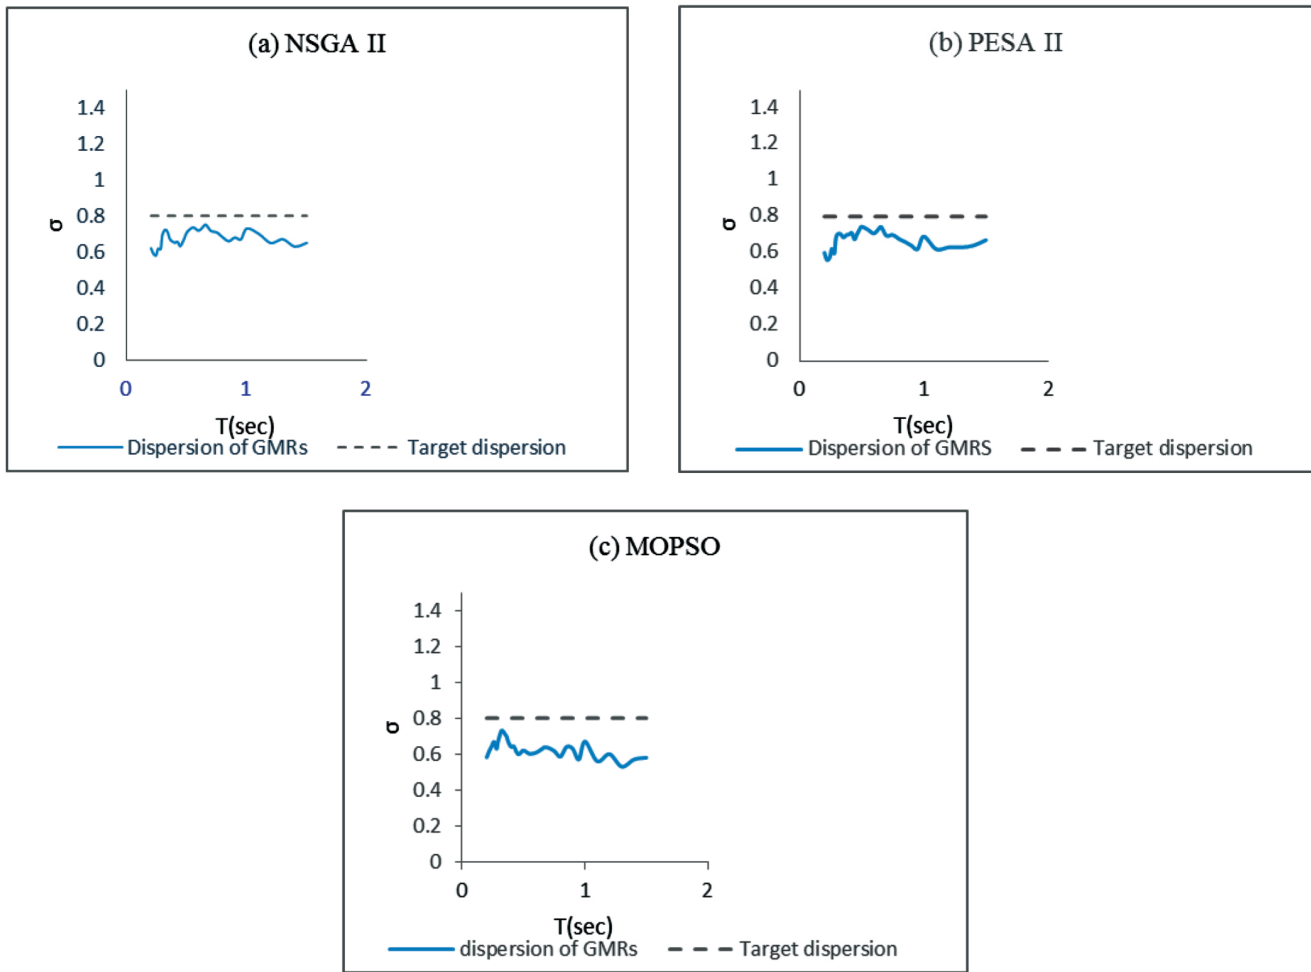 (a) NSGA II
1.4
1.2
1
0.8
0.6
0.4
0.2
0
σ
0 1 2
T(sec)
Dispersion of GMRs Target dispersion
(b) PESA II
1.4
1.2
1
0.8
0.6
0.4
0.2
0
σ
0 1 2
T(sec)
Dispersion of GMRS Target dispersion
(c) MOPSO
1.4
1.2
1
0.8
0.6
0.4
0.2
0
σ
0 1 2
T(sec)
dispersion of GMRs Target dispersion